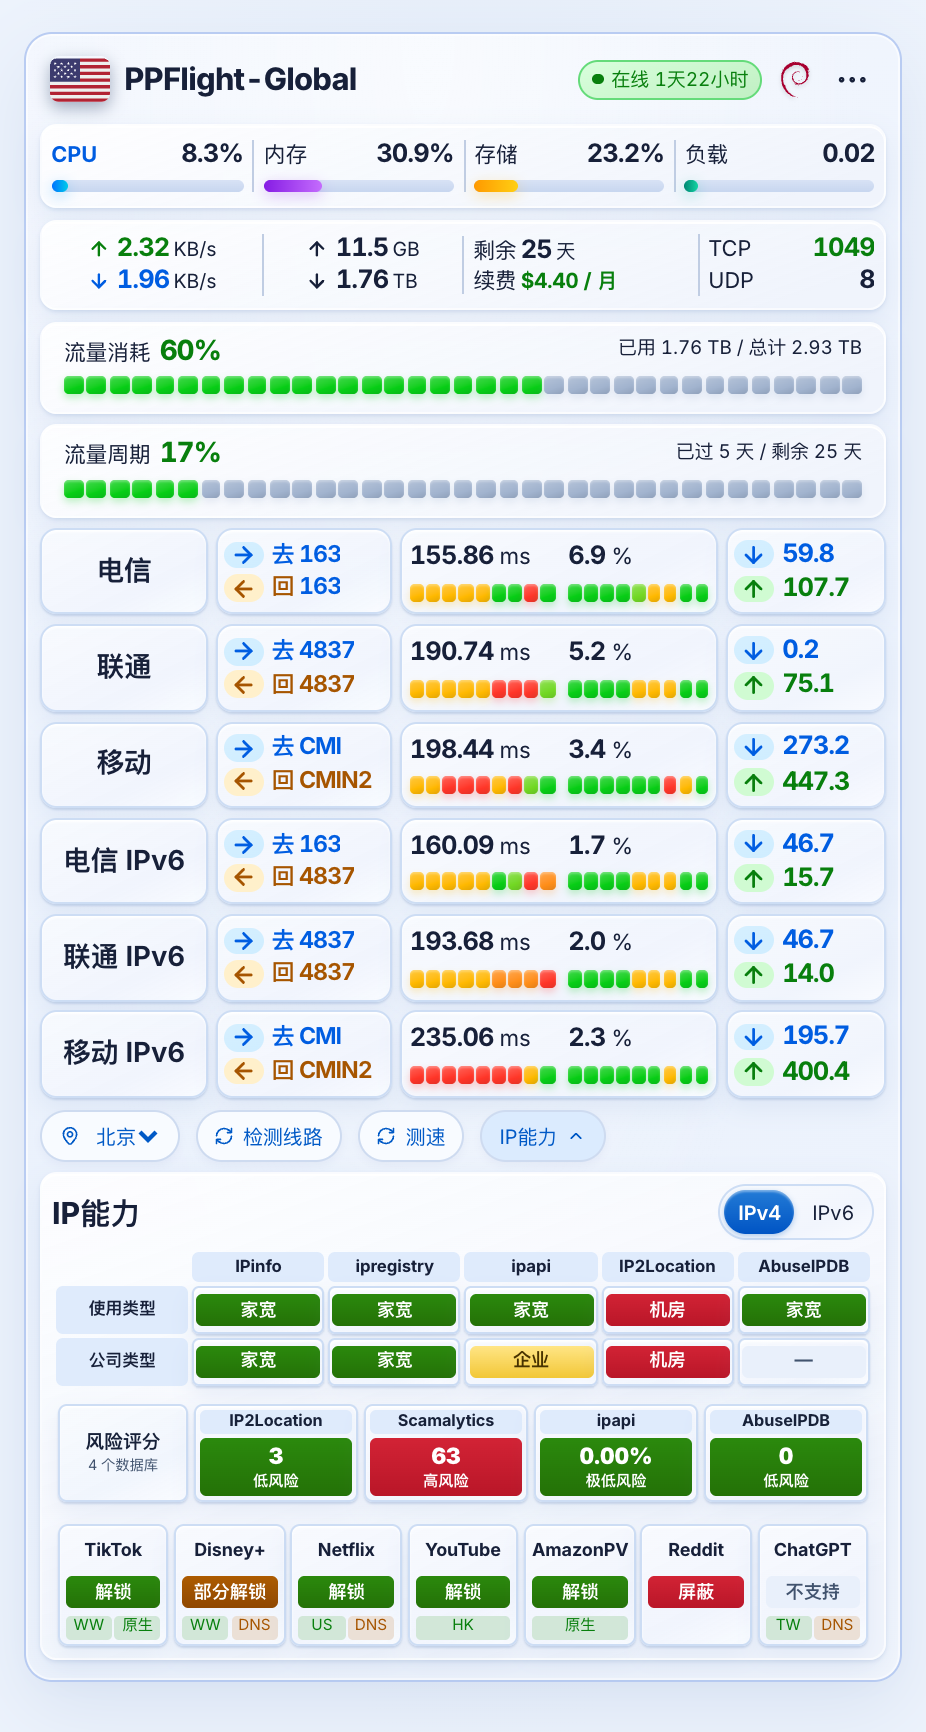 PPFlight-Global
在线 1天22小时
CPU 8.3%
内存 30.9%
存储 23.2%
负载 0.02
↑ 2.32 KB/s
↓ 1.96 KB/s
↑ 11.5 GB
↓ 1.76 TB
剩余 25 天
续费 $4.40 / 月
TCP 1049
UDP 8
流量消耗 60%
已用 1.76 TB / 总计 2.93 TB
流量周期 17%
已过 5 天 / 剩余 25 天
电信
→ 去 163
← 回 163
155.86 ms 6.9 %
↓ 59.8
↑ 107.7
联通
→ 去 4837
← 回 4837
190.74 ms 5.2 %
↓ 0.2
↑ 75.1
移动
→ 去 CMI
← 回 CMIN2
198.44 ms 3.4 %
↓ 273.2
↑ 447.3
电信 IPv6
→ 去 163
← 回 4837
160.09 ms 1.7 %
↓ 46.7
↑ 15.7
联通 IPv6
→ 去 4837
← 回 4837
193.68 ms 2.0 %
↓ 46.7
↑ 14.0
移动 IPv6
→ 去 CMI
← 回 CMIN2
235.06 ms 2.3 %
↓ 195.7
↑ 400.4
北京 检测线路 测速 IP能力
IP能力
IPv4 IPv6
IPinfo ipregistry ipapi IP2Location AbuseIPDB
使用类型 家宽 家宽 家宽 机房 家宽
公司类型 家宽 家宽 企业 机房 —
风险评分
4 个数据库
IP2Location Scamalytics ipapi AbuseIPDB
3 63 0.00% 0
低风险 高风险 极低风险 低风险
TikTok Disney+ Netflix YouTube AmazonPV Reddit ChatGPT
解锁 部分解锁 解锁 解锁 解锁 屏蔽 不支持
WW 原生 WW DNS US DNS HK 原生 TW DNS